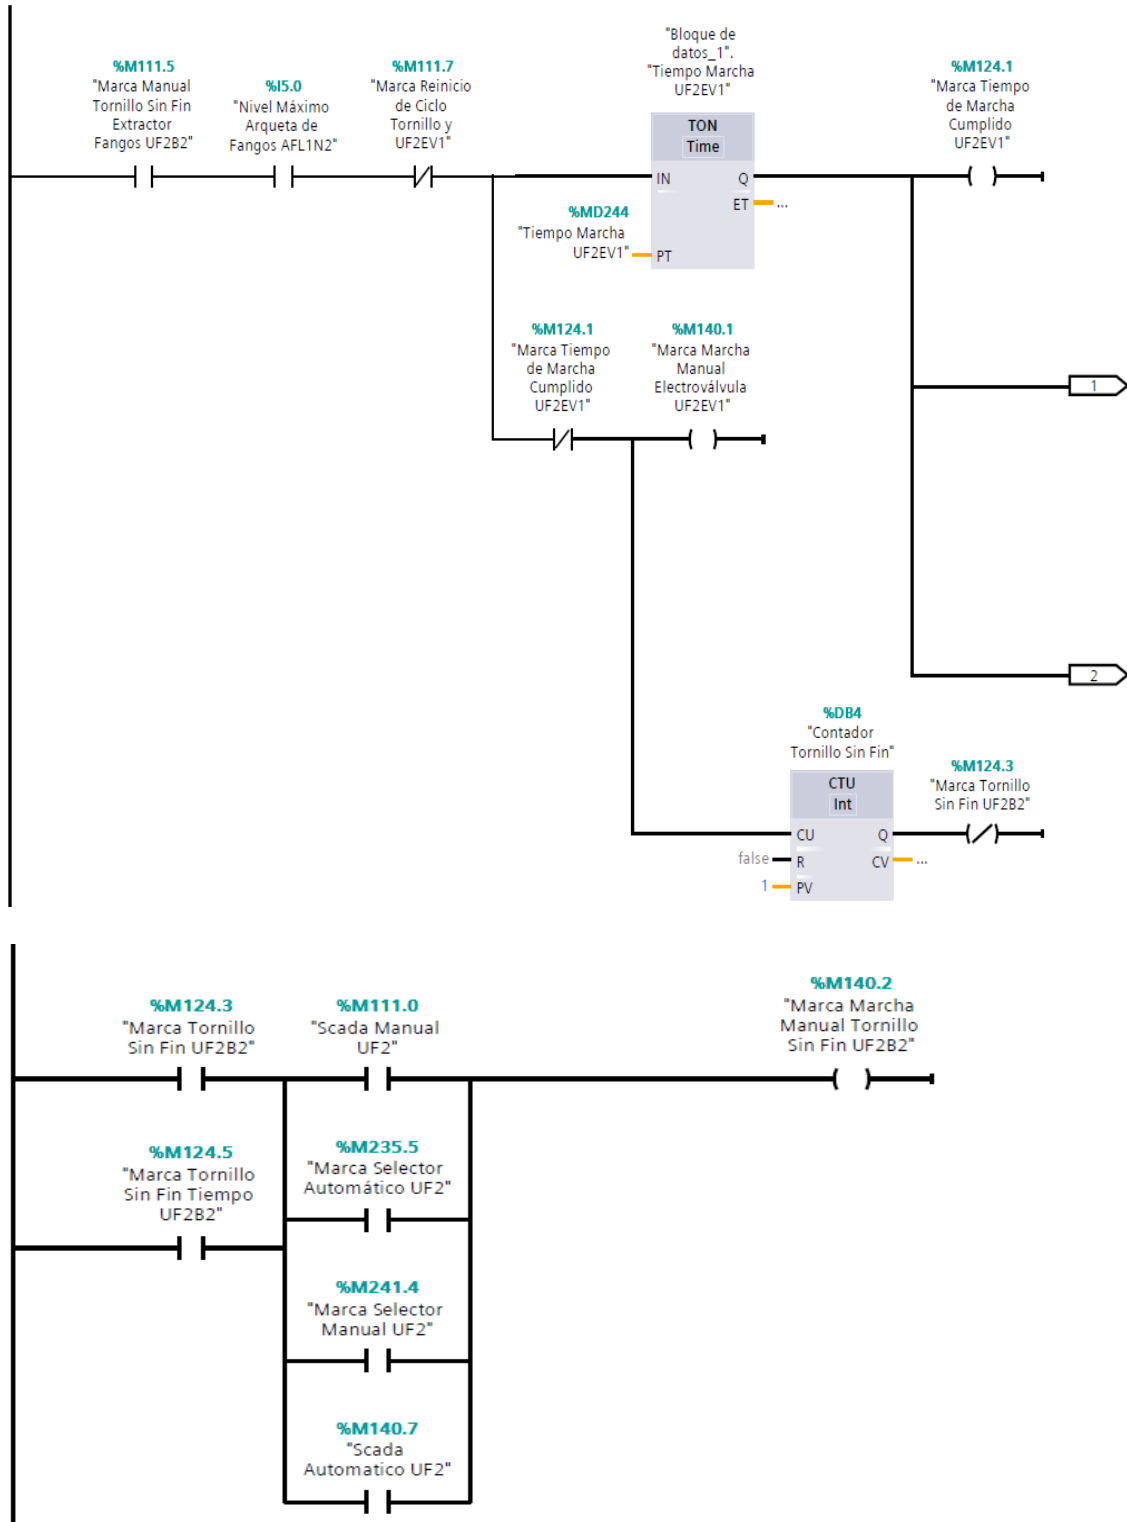 "Bloque de
datos_1".
"Tiempo Marcha
UF2EV1"
%M111.5
"Marca Manual
Tornillo Sin Fin
Extractor
Fangos UF2B2"
%I5.0
"Nivel Máximo
Arqueta de
Fangos AFL1N2"
%M111.7
"Marca Reinicio
de Ciclo
Tornillo y
UF2EV1"
TON
Time
IN
Q
ET
...
PT
%MD244
"Tiempo Marcha
UF2EV1"
%M124.1
"Marca Tiempo
de Marcha
Cumplido
UF2EV1"
%M124.1
"Marca Tiempo
de Marcha
Cumplido
UF2EV1"
%M140.1
"Marca Marcha
Manual
Electroválvula
UF2EV1"
1
2
%DB4
"Contador
Tornillo Sin Fin"
CTU
Int
CU
Q
false
R
CV
...
1
PV
%M124.3
"Marca Tornillo
Sin Fin UF2B2"
%M124.3
"Marca Tornillo
Sin Fin UF2B2"
%M111.0
"Scada Manual
UF2"
%M140.2
"Marca Marcha
Manual Tornillo
Sin Fin UF2B2"
%M124.5
"Marca Tornillo
Sin Fin Tiempo
UF2B2"
%M235.5
"Marca Selector
Automático UF2"
%M241.4
"Marca Selector
Manual UF2"
%M140.7
"Scada
Automatico UF2"